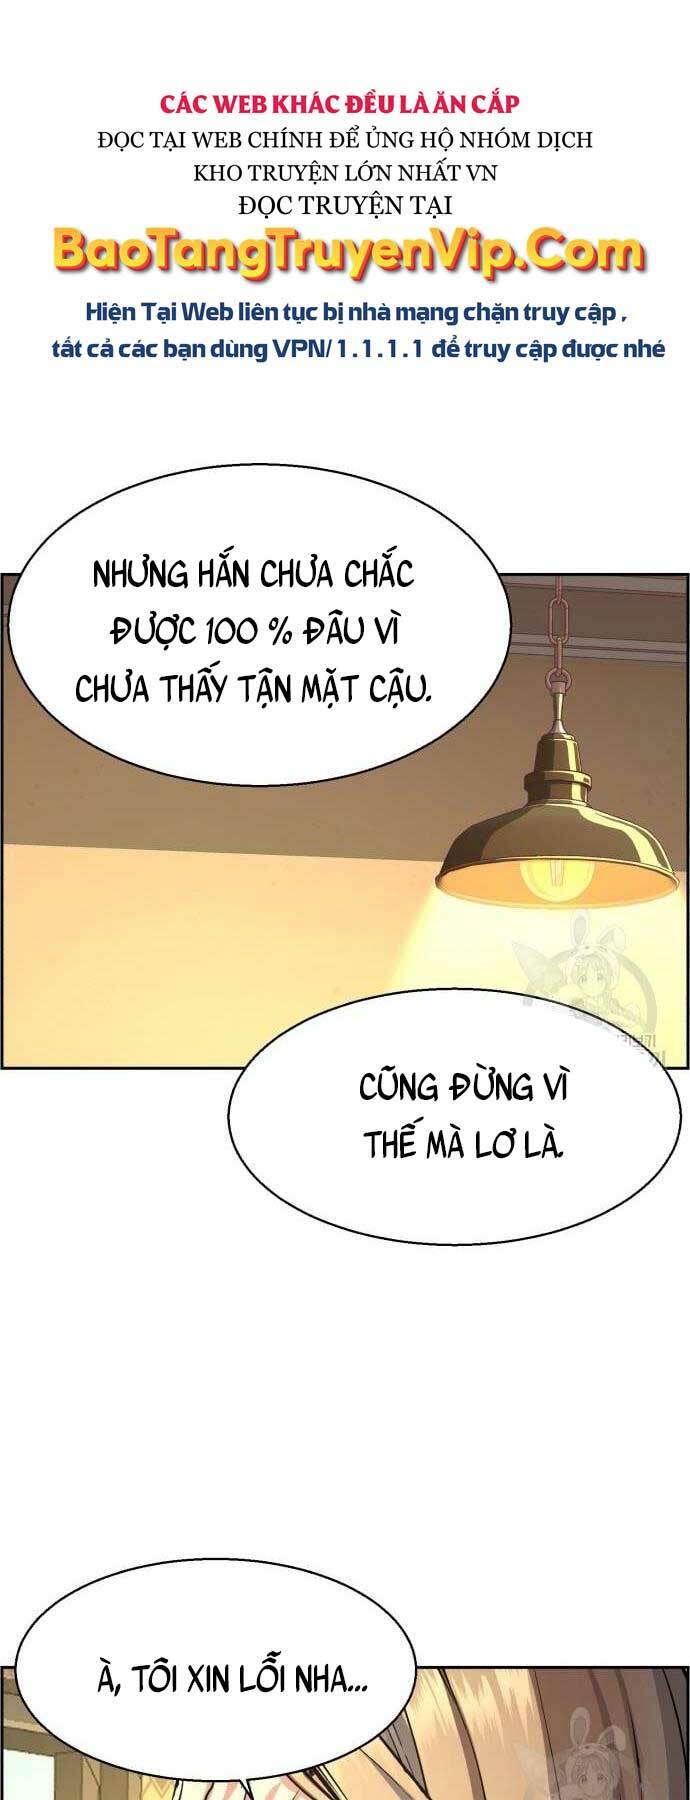 CÁC WEB KHÁC ĐỀU LÀ ĂN CẮP
ĐỌC TẠI WEB CHÍNH ĐỂ ỦNG HỘ NHÓM DỊCH
KHO TRUYỆN LỚN NHẤT VN
ĐỌC TRUYỆN TẠI
BaoTangTruyenVip.Com
Hiện Tại Web liên tục bị nhà mạng chặn truy cập,
tất cả các bạn dùng VPN/1.1.1.1 để truy cập được nhé
NHƯNG HẮN CHƯA CHẮC
ĐƯỢC 100 % ĐÂU VÌ
CHƯA THẤY TẬN MẶT CẬU.
CŨNG ĐỪNG VÌ
THẾ MÀ LƠ LÀ.
À, TÔI XIN LỖI NHA...